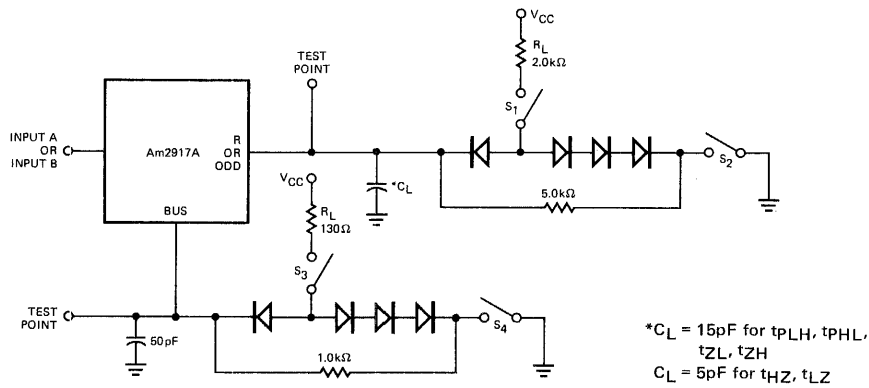 VCC
RL
2.0kΩ
S1
TEST
POINT
INPUT A
OR
INPUT B
Am2917A
R
OR
ODD
BUS
*CL
S2
5.0kΩ
VCC
RL
130Ω
S3
TEST
POINT
50pF
S4
1.0kΩ
*CL = 15pF for tPLH, tPHL,
tZL, tZH
CL = 5pF for tHZ, tLZ